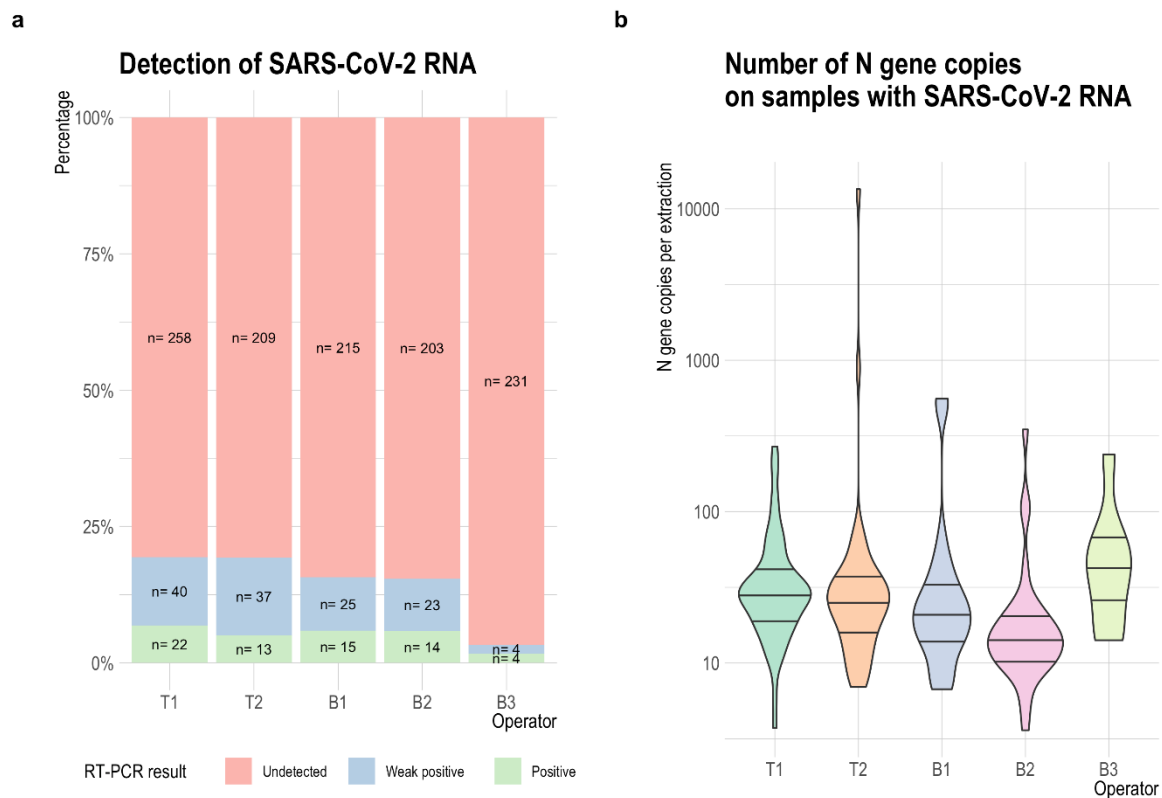 a
Detection of SARS-CoV-2 RNA
Percentage
100%
75%
50%
25%
0%
n= 258
n= 209
n= 215
n= 203
n= 231
n= 40
n= 37
n= 25
n= 23
n= 4
n= 22
n= 13
n= 15
n= 14
n= 4
T1
T2
B1
B2
B3
Operator
RT-PCR result
Undetected
Weak positive
Positive
b
Number of N gene copies
on samples with SARS-CoV-2 RNA
N gene copies per extraction
10000
1000
100
10
T1
T2
B1
B2
B3
Operator